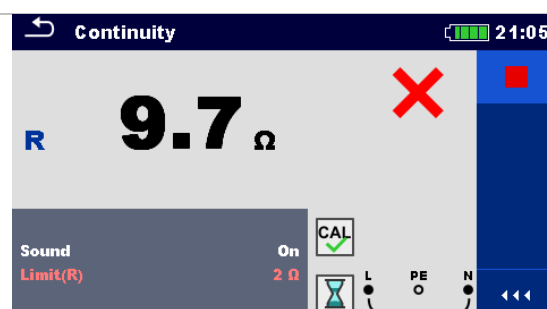 Continuity 21:05
R 9.7 Ω
Sound On
Limit(R) 2 Ω
CAL
L PE N